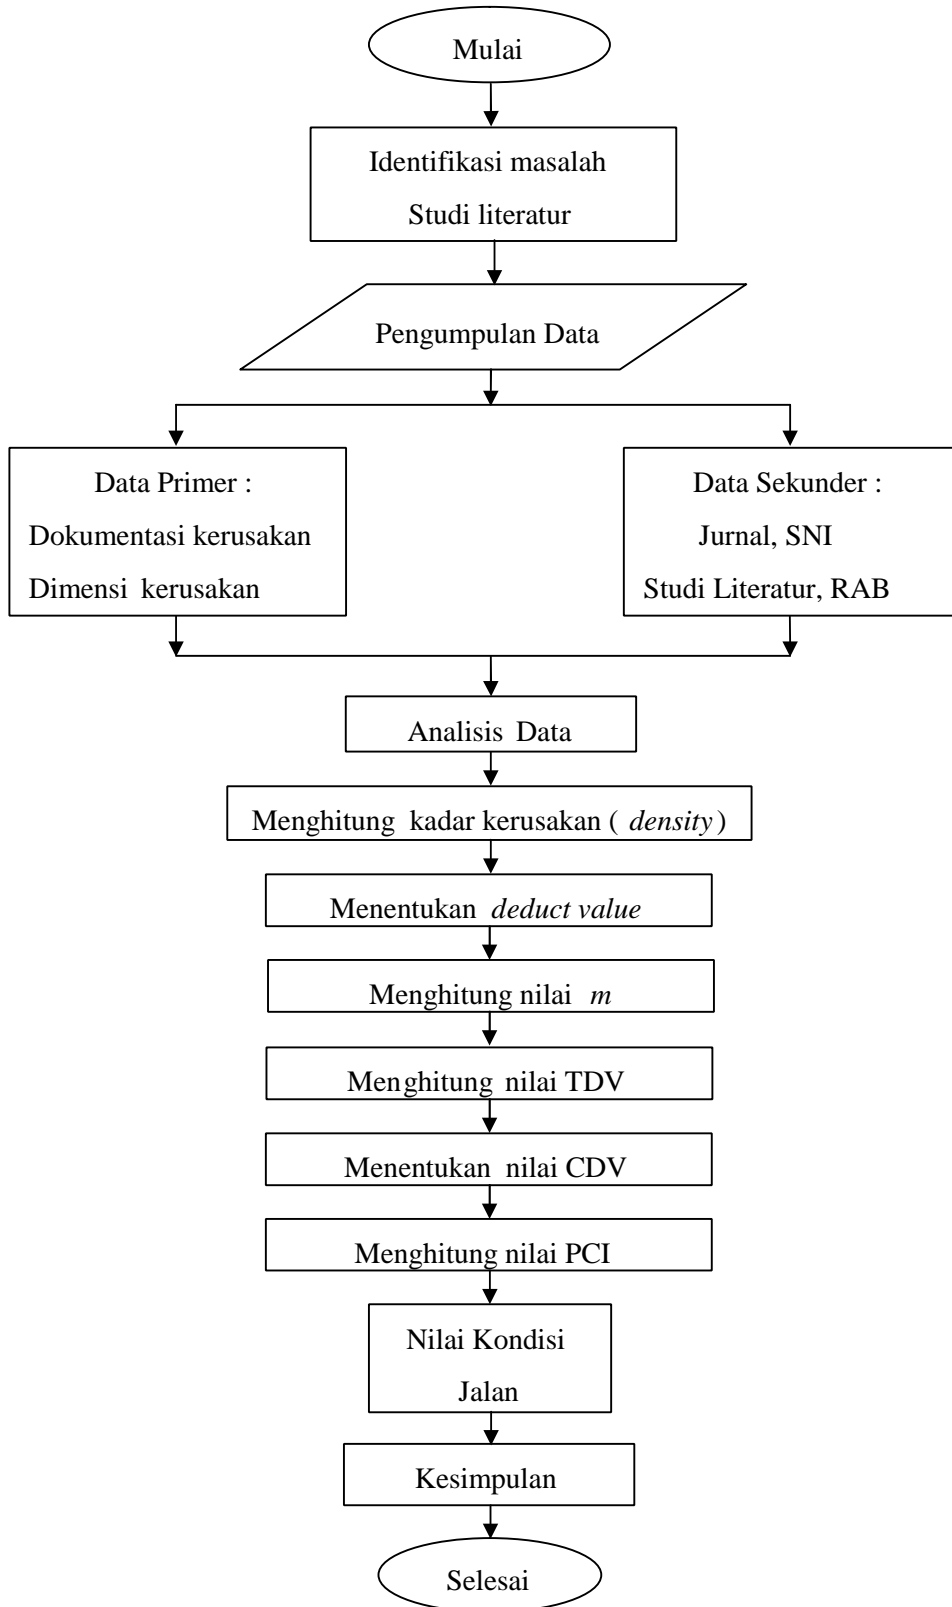 Mulai
Identifikasi masalah
Studi literatur
Pengumpulan Data
Data Primer :
Dokumentasi kerusakan
Dimensi kerusakan
Data Sekunder :
Jurnal, SNI
Studi Literatur, RAB
Analisis Data
Menghitung kadar kerusakan ( density)
Menentukan deduct value
Menghitung nilai m
Menghitung nilai TDV
Menentukan nilai CDV
Menghitung nilai PCI
Nilai Kondisi
Jalan
Kesimpulan
Selesai